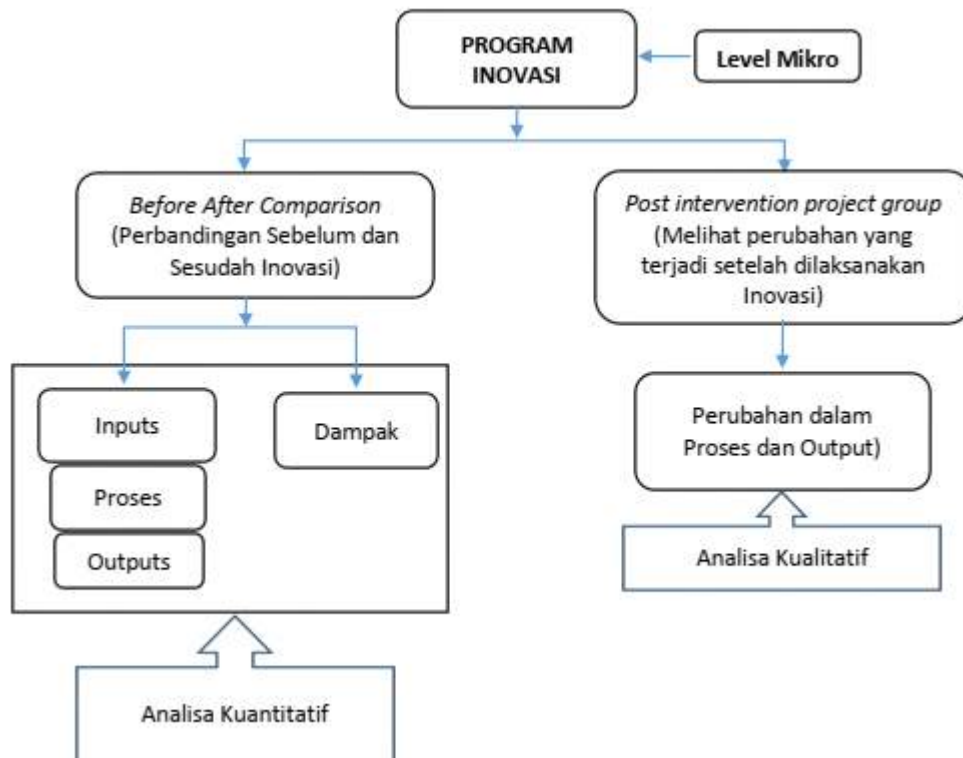 PROGRAM
INOVASI
Level Mikro
Before After Comparison
(Perbandingan Sebelum dan
Sesudah Inovasi)
Post intervention project group
(Melihat perubahan yang
terjadi setelah dilaksanakan
Inovasi)
Inputs
Proses
Outputs
Dampak
Perubahan dalam
Proses dan Output)
Analisa Kualitatif
Analisa Kuantitatif